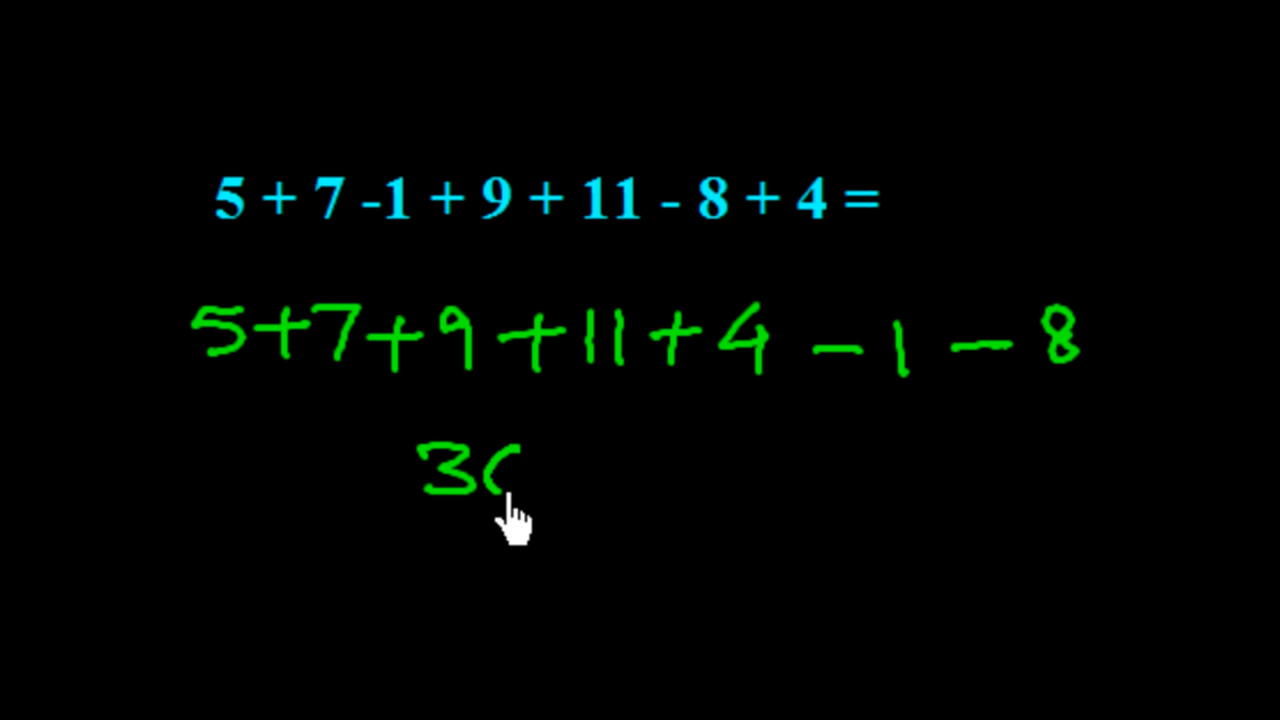 5 + 7 -1 + 9 + 11 - 8 + 4 =
5+7+9+11+4-1-8
3